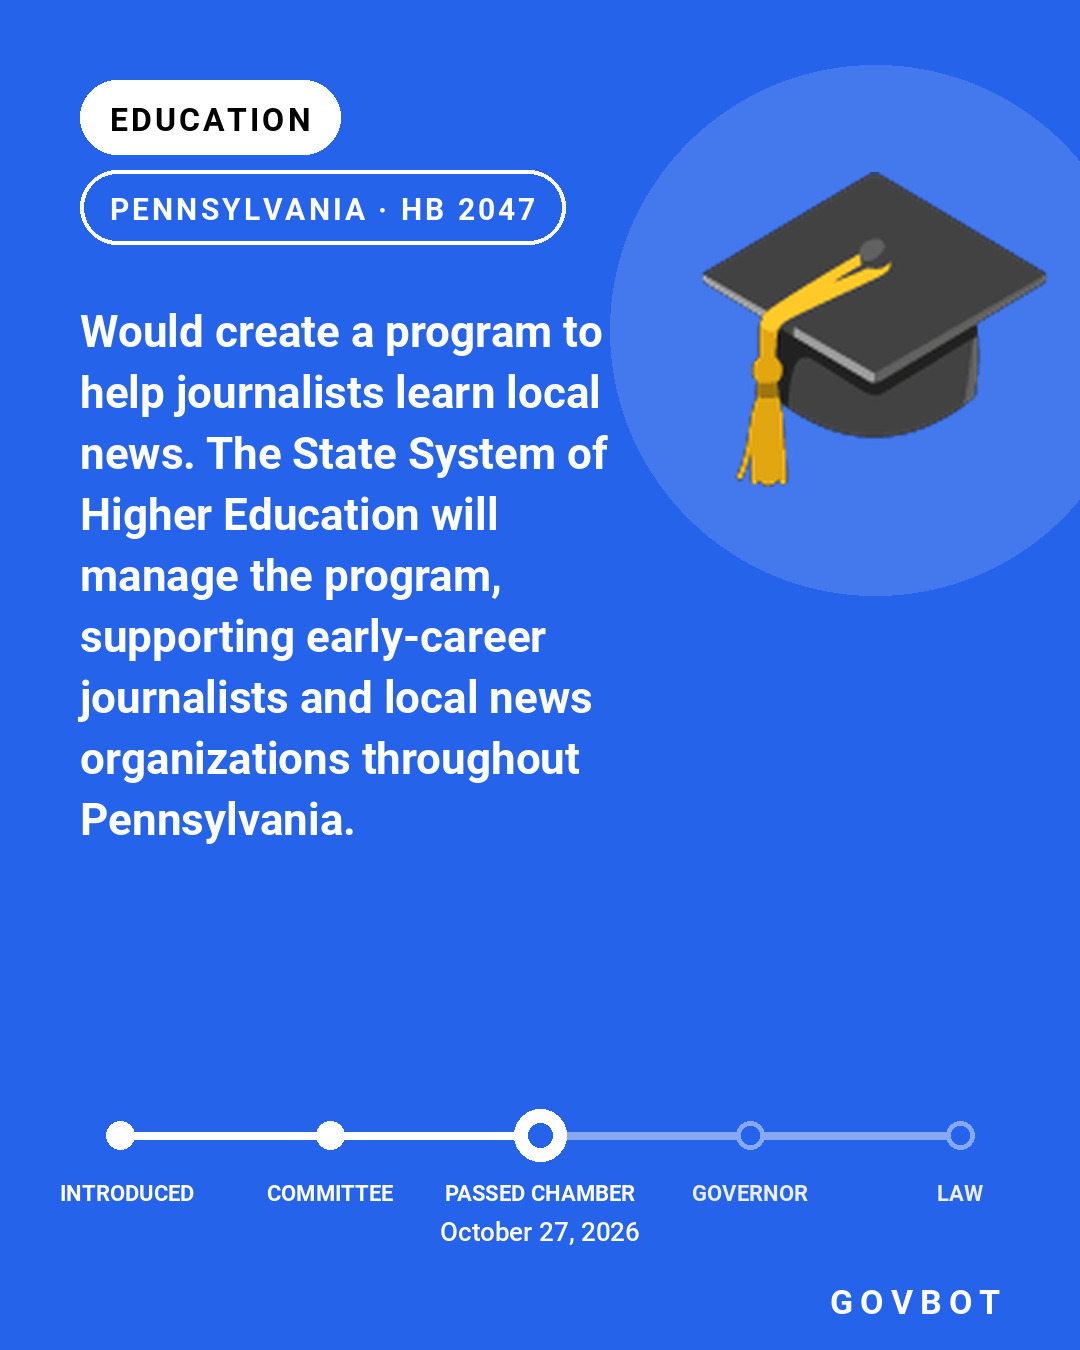 EDUCATION
PENNSYLVANIA · HB 2047
Would create a program to
help journalists learn local
news. The State System of
Higher Education will
manage the program,
supporting early-career
journalists and local news
organizations throughout
Pennsylvania.
INTRODUCED
COMMITTEE
PASSED CHAMBER
October 27, 2026
GOVERNOR
LAW
GOVBOT